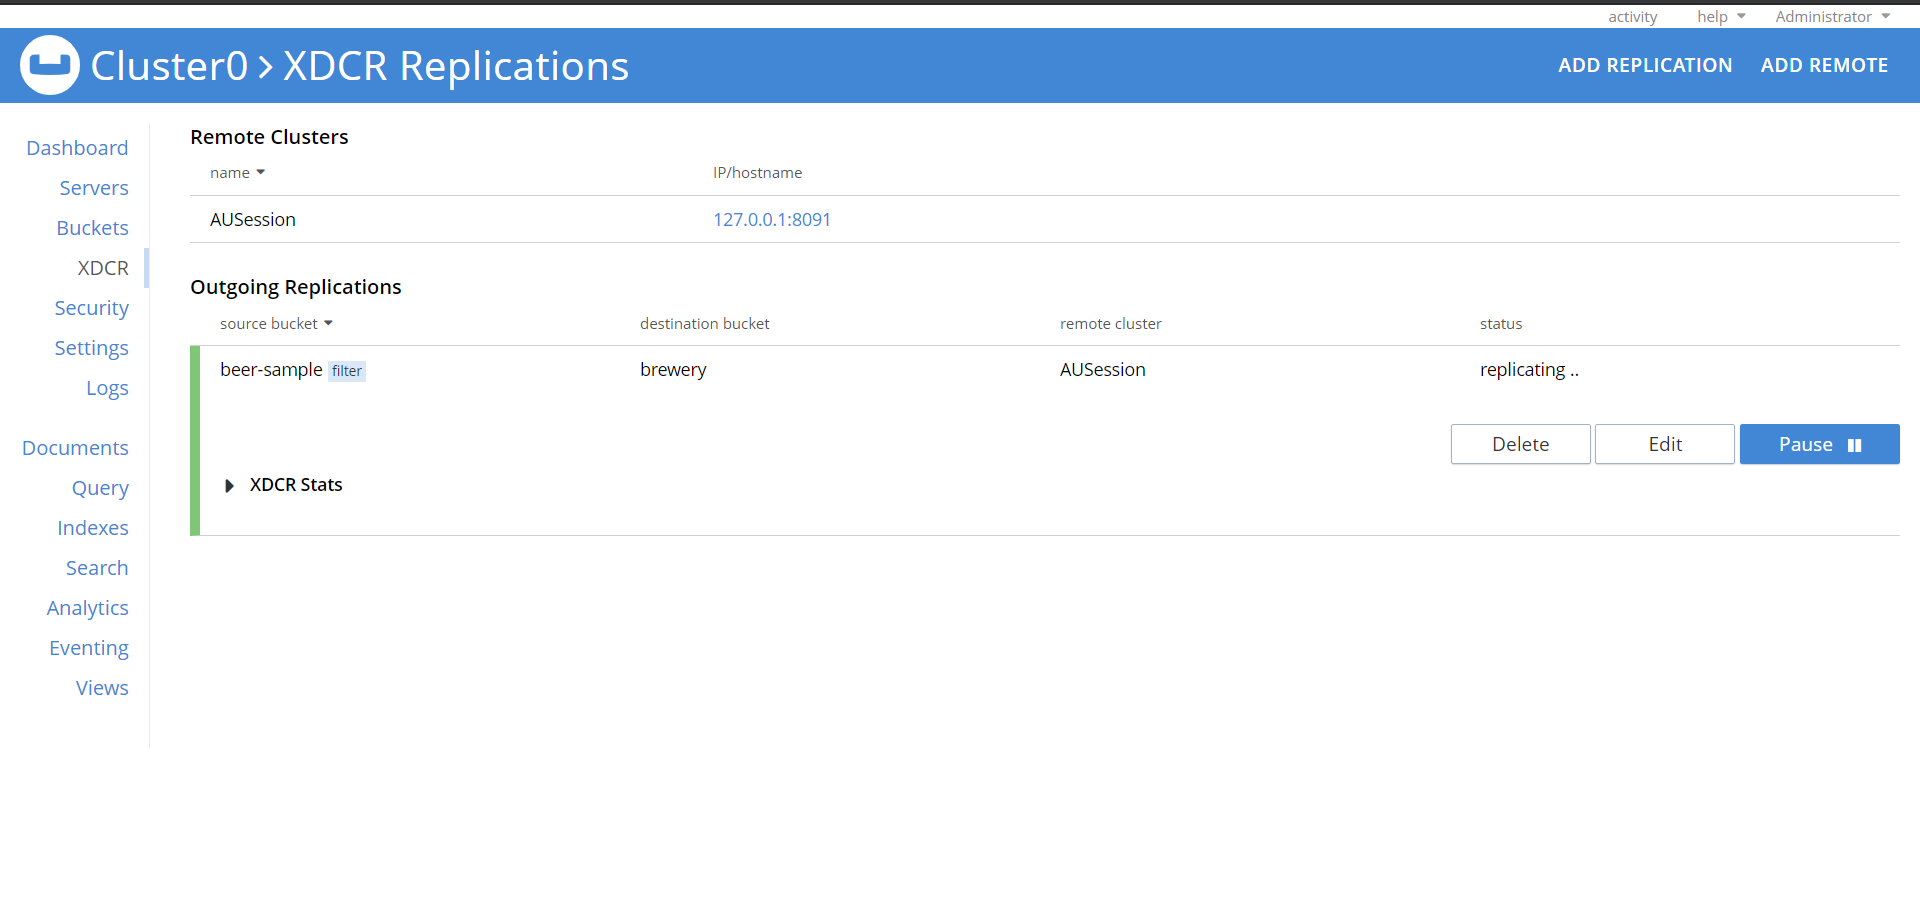 activity help Administrator
Cluster0 > XDCR Replications ADD REPLICATION ADD REMOTE
Dashboard
Servers
Buckets
XDCR
Security
Settings
Logs
Documents
Query
Indexes
Search
Analytics
Eventing
Views
Remote Clusters
name IP/hostname
AUSession 127.0.0.1:8091
Outgoing Replications
source bucket destination bucket remote cluster status
beer-sample filter brewery AUSession replicating ..
Delete Edit Pause
XDCR Stats